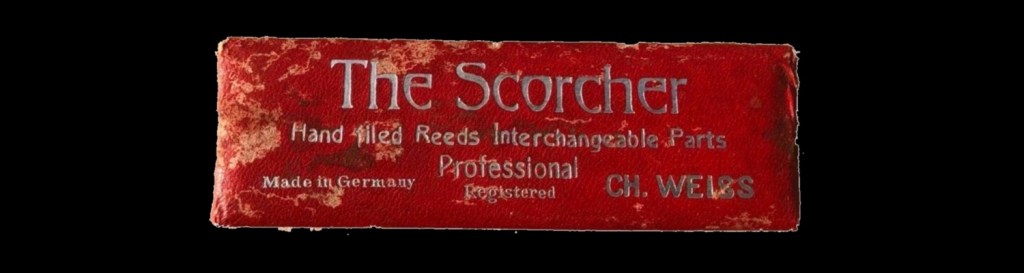 The Scorcher
Hand filed Reeds Interchangeable Parts
Professional
Made in Germany Registered CH. WEISS